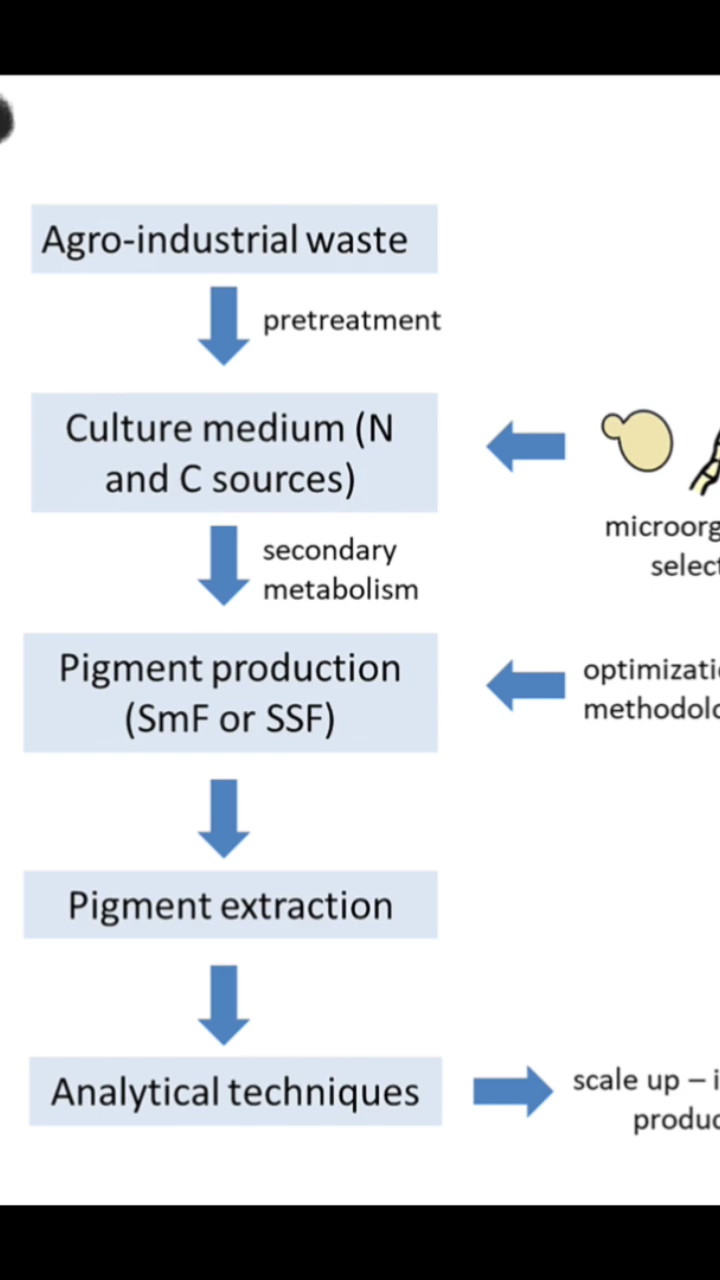 Agro-industrial waste
pretreatment
Culture medium (N
and C sources)
secondary
metabolism
Pigment production
(SmF or SSF)
methodolo
Pigment extraction
Analytical techniques
scale up –